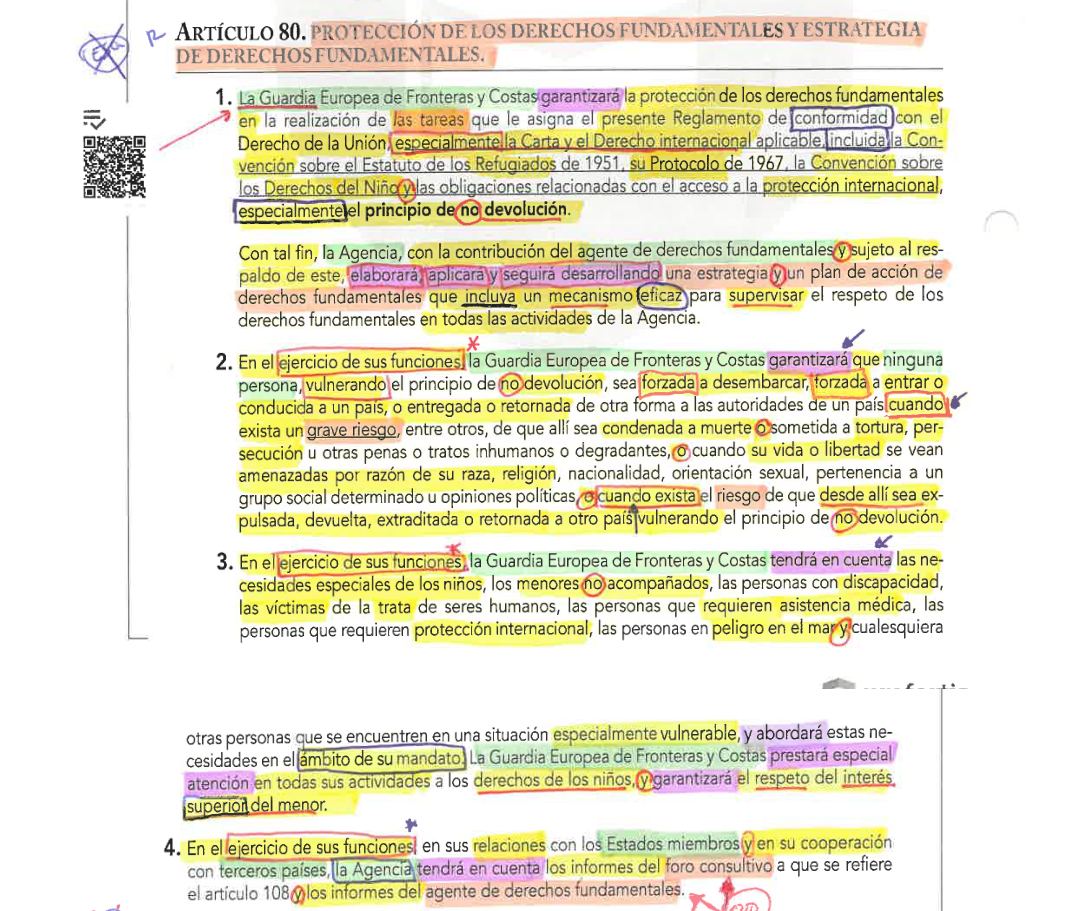 ARTÍCULO 80. PROTECCIÓN DE LOS DERECHOS FUNDAMENTALES Y ESTRATEGIA
DE DERECHOS FUNDAMENTALES.
1. La Guardia Europea de Fronteras y Costas garantizará la protección de los derechos fundamentales
en la realización de las tareas que le asigna el presente Reglamento de conformidad con el
Derecho de la Unión, especialmente la Carta y el Derecho internacional aplicable, incluida la Con-
vención sobre el Estatuto de los Refugiados de 1951, su Protocolo de 1967, la Convención sobre
los Derechos del Niño y las obligaciones relacionadas con el acceso a la protección internacional,
especialmente el principio de no devolución.
Con tal fin, la Agencia, con la contribución del agente de derechos fundamentales y sujeto al res-
paldo de este, elaborará, aplicará y seguirá desarrollando una estrategia y un plan de acción de
derechos fundamentales que incluya un mecanismo eficaz para supervisar el respeto de los
derechos fundamentales en todas las actividades de la Agencia.
2. En el ejercicio de sus funciones, la Guardia Europea de Fronteras y Costas garantizará que ninguna
persona, vulnerando el principio de no devolución, sea forzada a desembarcar, forzada a entrar o
conducida a un país, o entregada o retornada de otra forma a las autoridades de un país cuando
exista un grave riesgo, entre otros, de que allí sea condenada a muerte o sometida a tortura, per-
secución u otras penas o tratos inhumanos o degradantes, o cuando su vida o libertad se vean
amenazadas por razón de su raza, religión, nacionalidad, orientación sexual, pertenencia a un
grupo social determinado u opiniones políticas, o cuando exista el riesgo de que desde allí sea ex-
pulsada, devuelta, extraditada o retornada a otro país vulnerando el principio de no devolución.
3. En el ejercicio de sus funciones, la Guardia Europea de Fronteras y Costas tendrá en cuenta las ne-
cesidades especiales de los niños, los menores no acompañados, las personas con discapacidad,
las víctimas de la trata de seres humanos, las personas que requieren asistencia médica, las
personas que requieren protección internacional, las personas en peligro en el mar y cualesquiera
otras personas que se encuentren en una situación especialmente vulnerable, y abordará estas ne-
cesidades en el ámbito de su mandato. La Guardia Europea de Fronteras y Costas prestará especial
atención en todas sus actividades a los derechos de los niños, y garantizará el respeto del interés
superior del menor.
4. En el ejercicio de sus funciones, en sus relaciones con los Estados miembros y en su cooperación
con terceros países, la Agencia tendrá en cuenta los informes del foro consultivo a que se refiere
el artículo 108 y los informes del agente de derechos fundamentales.